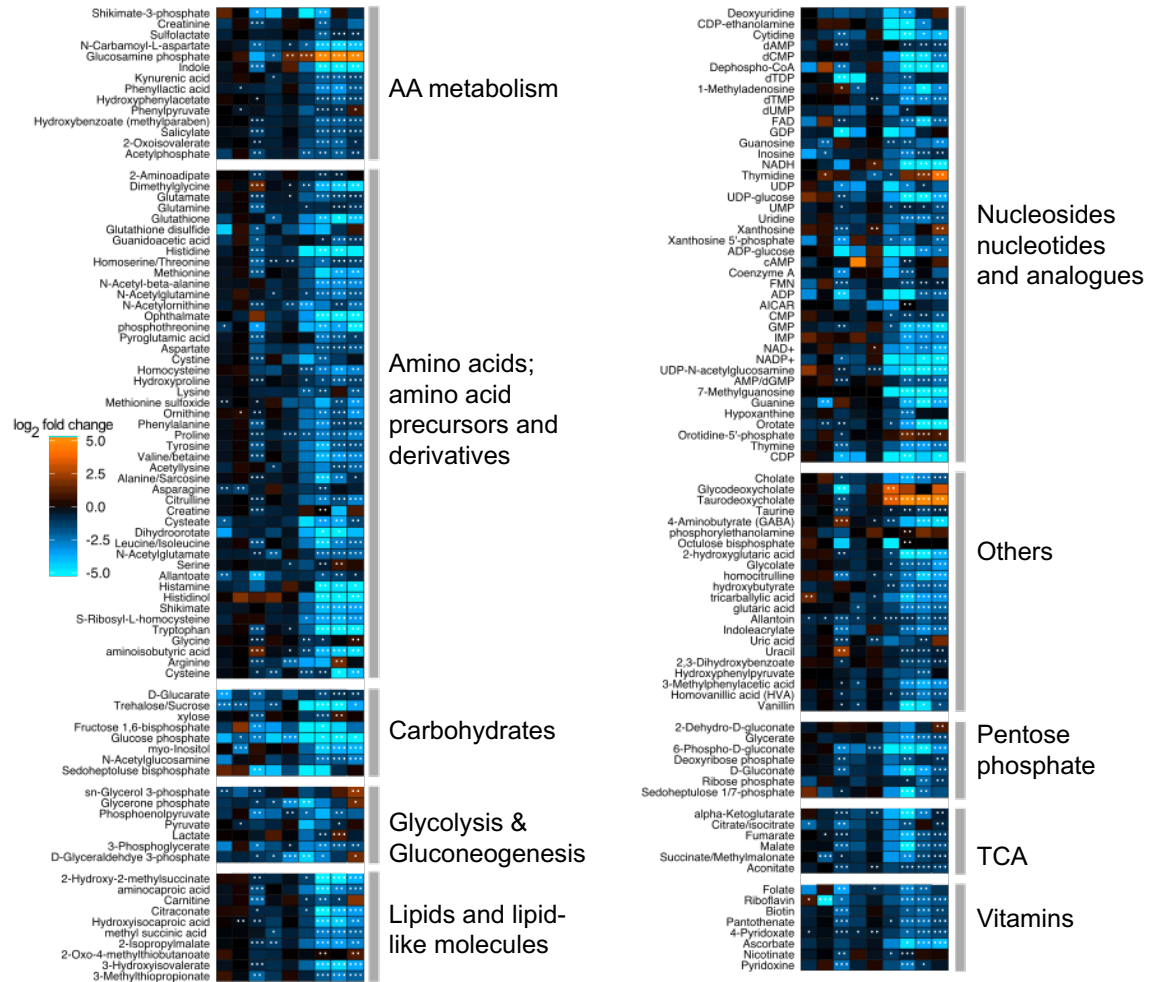 Shikimate-3-phosphate
Creatinine
Sulfolactate
N-Carbamoyl-L-aspartate
Glucosamine phosphate
Indole
Kynurenic acid
Phenyllactic acid
Hydroxyphenylacetate
Phenylpyruvate
Hydroxybenzoate (methylparaben)
Salicylate
2-Oxoisovalerate
Acetylphosphate
AA metabolism
2-Aminoadipate
Dimethylglycine
Glutamate
Glutamine
Glutathione
Glutathione disulfide
Guanidoacetic acid
Histidine
Homoserine/Threonine
Methionine
N-Acetyl-beta-alanine
N-Acetylglutamine
N-Acetylornithine
Ophthalmate
phosphothreonine
Pyroglutamic acid
Aspartate
Cystine
Homocysteine
Hydroxyproline
Lysine
Methionine sulfoxide
Ornithine
Phenylalanine
Proline
Tyrosine
Valine/betaine
Acetyllysine
Alanine/Sarcosine
Asparagine
Citrulline
Creatine
Cysteate
Dihydroorotate
Leucine/Isoleucine
N-Acetylglutamate
Serine
Allantoate
Histamine
Histidinol
Shikimate
S-Ribosyl-L-homocysteine
Tryptophan
Glycine
aminoisobutyric acid
Arginine
Cysteine
Amino acids;
amino acid
precursors and
derivatives
log2 fold change
5.0
2.5
0.0
-2.5
-5.0
D-Glucarate
Trehalose/Sucrose
xylose
Fructose 1,6-bisphosphate
Glucose phosphate
myo-Inositol
N-Acetylglucosamine
Sedoheptoluse bisphosphate
Carbohydrates
sn-Glycerol 3-phosphate
Glycerone phosphate
Phosphoenolpyruvate
Pyruvate
Lactate
3-Phosphoglycerate
D-Glyceraldehdye 3-phosphate
Glycolysis &
Gluconeogenesis
2-Hydroxy-2-methylsuccinate
aminocaproic acid
Carnitine
Citraconate
Hydroxyisocaproic acid
methyl succinic acid
2-Isopropylmalate
2-Oxo-4-methylthiobutanoate
3-Hydroxyisovalerate
3-Methylthiopropionate
Lipids and lipid-
like molecules
Deoxyuridine
CDP-ethanolamine
Cytidine
dAMP
dCMP
Dephospho-CoA
dTDP
1-Methyladenosine
dTMP
dUMP
FAD
GDP
Guanosine
Inosine
NADH
Thymidine
UDP
UDP-glucose
UMP
Uridine
Xanthosine
Xanthosine 5'-phosphate
ADP-glucose
cAMP
Coenzyme A
FMN
ADP
AICAR
CMP
GMP
IMP
NAD+
NADP+
UDP-N-acetylglucosamine
AMP/dGMP
7-Methylguanosine
Guanine
Hypoxanthine
Orotate
Orotidine-5'-phosphate
Thymine
CDP
Nucleosides
nucleotides
and analogues
Cholate
Glycodeoxycholate
Taurodeoxycholate
Taurine
4-Aminobutyrate (GABA)
phosphorylethanolamine
Octulose bisphosphate
2-hydroxyglutaric acid
Glycolate
homocitrulline
hydroxybutyrate
tricarballylic acid
glutaric acid
Allantoin
Indoleacrylate
Uric acid
Uracil
2,3-Dihydroxybenzoate
Hydroxyphenylpyruvate
3-Methylphenylacetic acid
Homovanillic acid (HVA)
Vanillin
Others
2-Dehydro-D-gluconate
Glycerate
6-Phospho-D-gluconate
Deoxyribose phosphate
D-Gluconate
Ribose phosphate
Sedoheptulose 1/7-phosphate
Pentose
phosphate
alpha-Ketoglutarate
Citrate/isocitrate
Fumarate
Malate
Succinate/Methylmalonate
Aconitate
TCA
Folate
Riboflavin
Biotin
Pantothenate
4-Pyridoxate
Ascorbate
Nicotinate
Pyridoxine
Vitamins